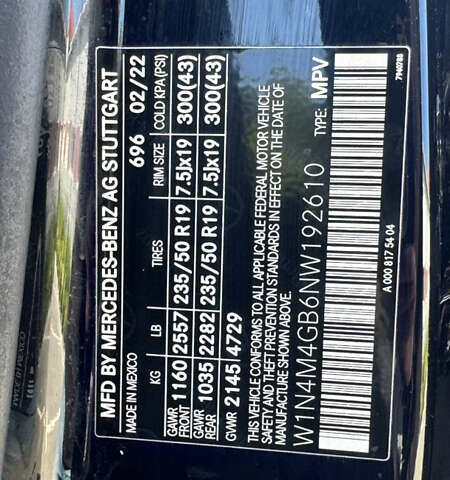 MFD BY MERCEDES-BENZ AG STUTTGART
MADE IN MEXICO 696 02/22
KG LB TIRES RIM SIZE COLD KPA(PSI)
GAWR FRONT 1160 2557 235/50 R19 7.5Jx19 300(43)
GAWR REAR 1035 2282 235/50 R19 7.5Jx19 300(43)
GVWR 2145 4729
THIS VEHICLE CONFORMS TO ALL APPLICABLE FEDERAL MOTOR VEHICLE
SAFETY AND THEFT PREVENTION STANDARDS IN EFFECT ON THE DATE OF
MANUFACTURE SHOWN ABOVE.
W1N4M4GB6NW192610 TYPE: MPV
A 000 817 54 04
7960788